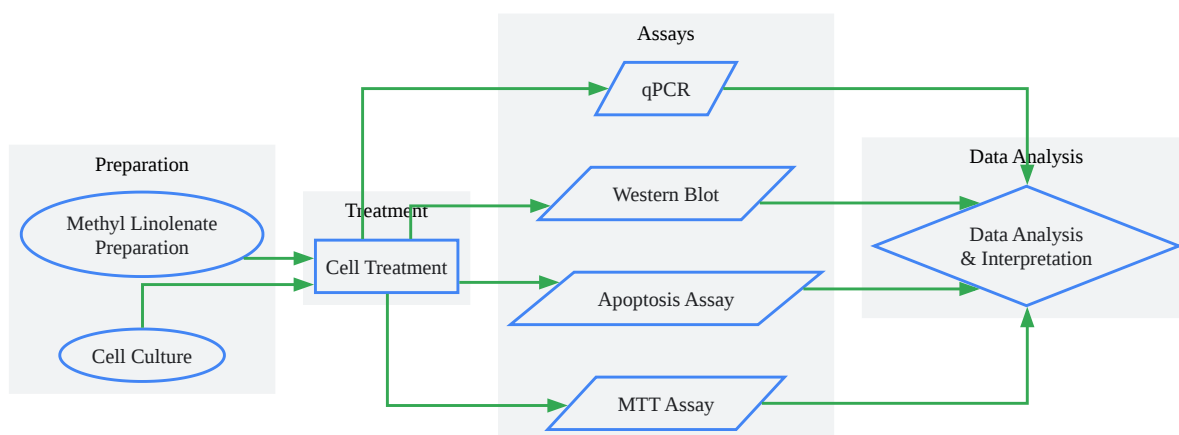 Preparation
Methyl Linolenate
Preparation
Cell Culture
Treatment
Cell Treatment
Assays
qPCR
Western Blot
Apoptosis Assay
MTT Assay
Data Analysis
Data Analysis
& Interpretation